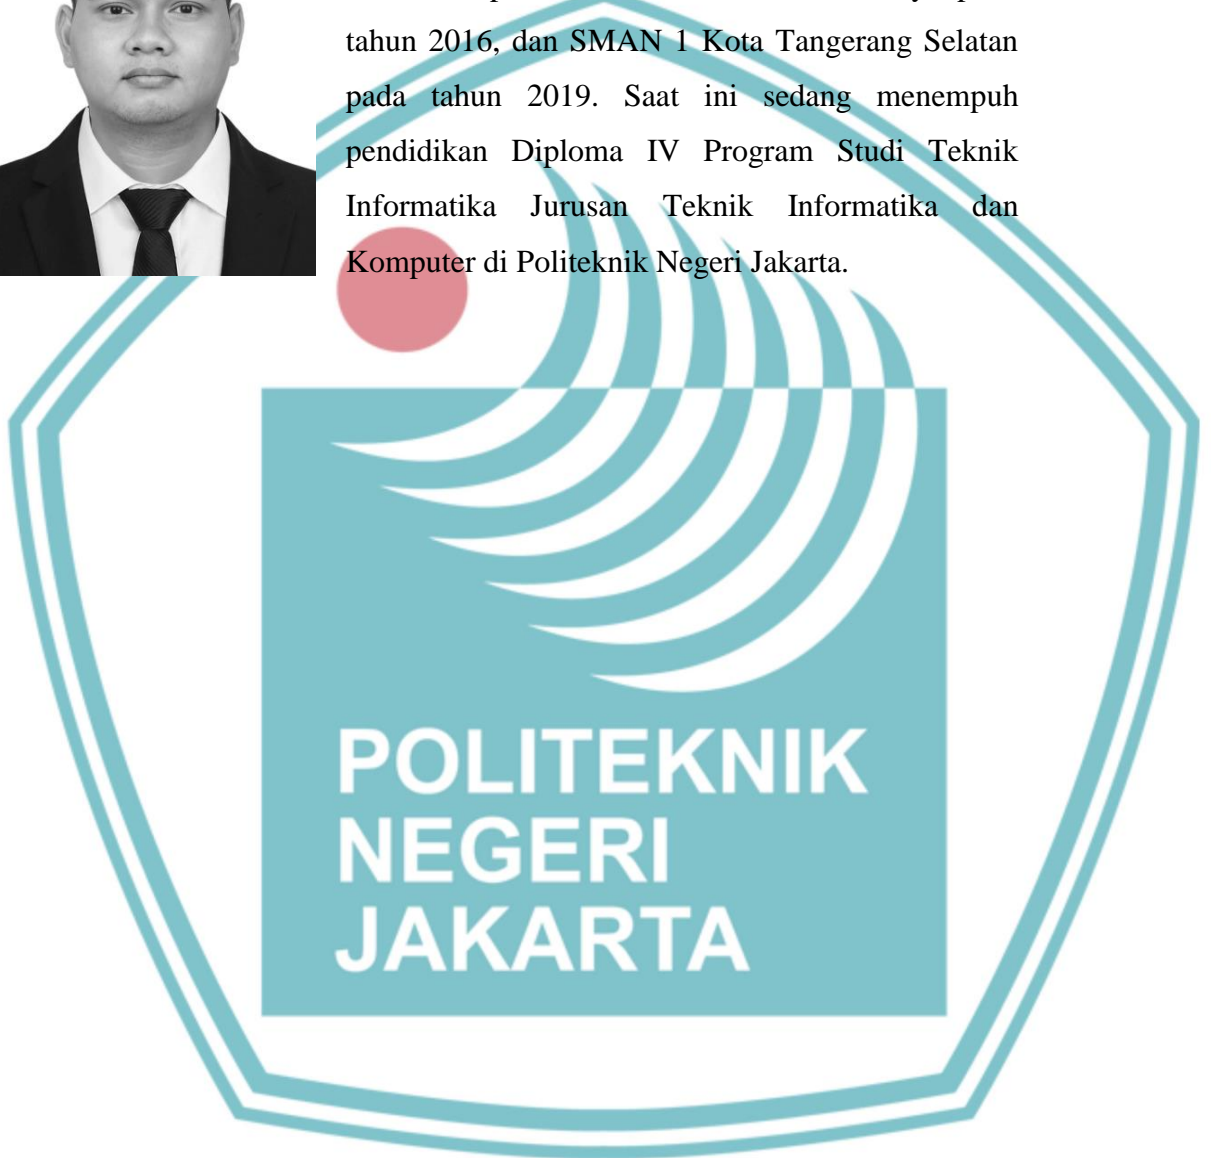 tahun 2016, dan SMAN 1 Kota Tangerang Selatan
pada tahun 2019. Saat ini sedang menempuh
pendidikan Diploma IV Program Studi Teknik
Informatika Jurusan Teknik Informatika dan
Komputer di Politeknik Negeri Jakarta.
POLITEKNIK
NEGERI
JAKARTA